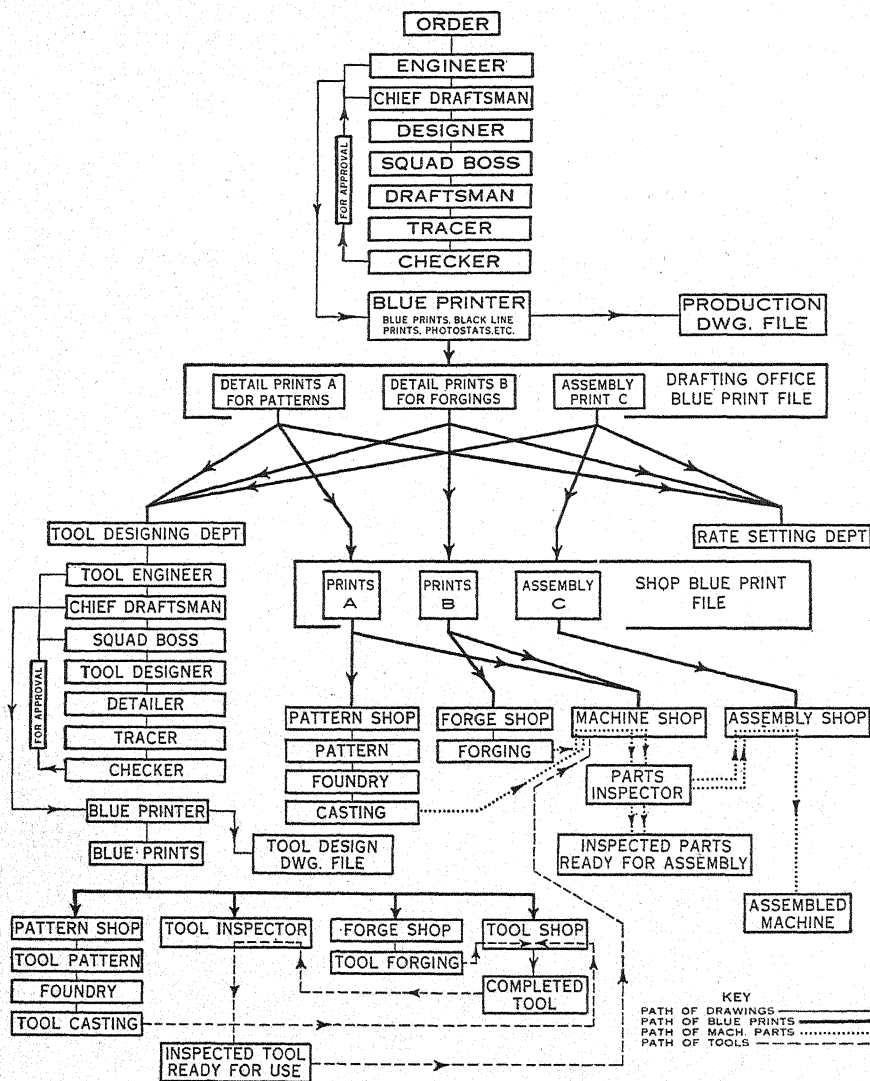 ORDER
ENGINEER
CHIEF DRAFTSMAN
DESIGNER
SQUAD BOSS
DRAFTSMAN
TRACER
CHECKER
FOR APPROVAL
BLUE PRINTER
BLUE PRINTS, BLACK LINE
PRINTS, PHOTOSTATS, ETC.
PRODUCTION
DWG. FILE
DETAIL PRINTS A
FOR PATTERNS
DETAIL PRINTS B
FOR FORGINGS
ASSEMBLY
PRINT C
DRAFTING OFFICE
BLUE PRINT FILE
TOOL DESIGNING DEPT
RATE SETTING DEPT
TOOL ENGINEER
CHIEF DRAFTSMAN
SQUAD BOSS
TOOL DESIGNER
DETAILER
TRACER
CHECKER
FOR APPROVAL
PRINTS
A
PRINTS
B
ASSEMBLY
C
SHOP BLUE PRINT
FILE
PATTERN SHOP
PATTERN
FOUNDRY
CASTING
FORGE SHOP
FORGING
MACHINE SHOP
ASSEMBLY SHOP
PARTS
INSPECTOR
INSPECTED PARTS
READY FOR ASSEMBLY
ASSEMBLED
MACHINE
BLUE PRINTER
BLUE PRINTS
TOOL DESIGN
DWG. FILE
PATTERN SHOP
TOOL PATTERN
FOUNDRY
TOOL CASTING
TOOL INSPECTOR
FORGE SHOP
TOOL FORGING
TOOL SHOP
COMPLETED
TOOL
INSPECTED TOOL
READY FOR USE
KEY
PATH OF DRAWINGS
PATH OF BLUE PRINTS
PATH OF MACH. PARTS
PATH OF TOOLS